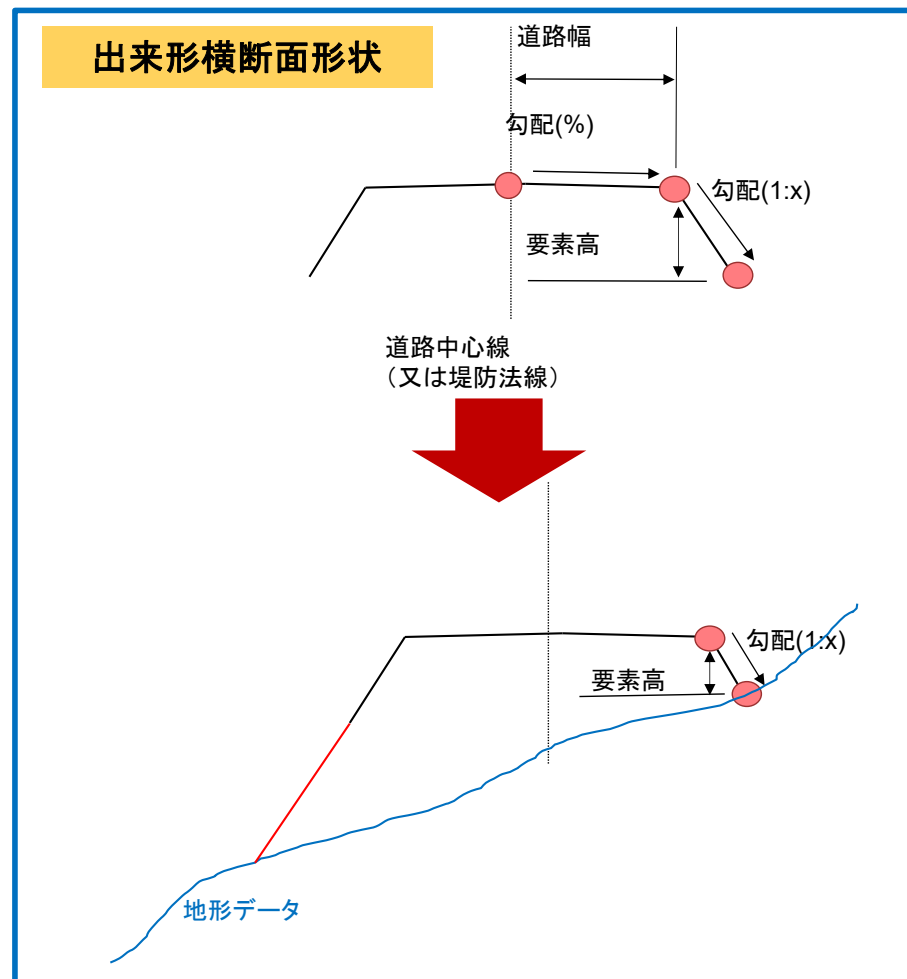 出来形横断面形状
道路幅
勾配(%)
勾配(1:x)
要素高
道路中心線
（又は堤防法線）
勾配(1:x)
要素高
地形データ